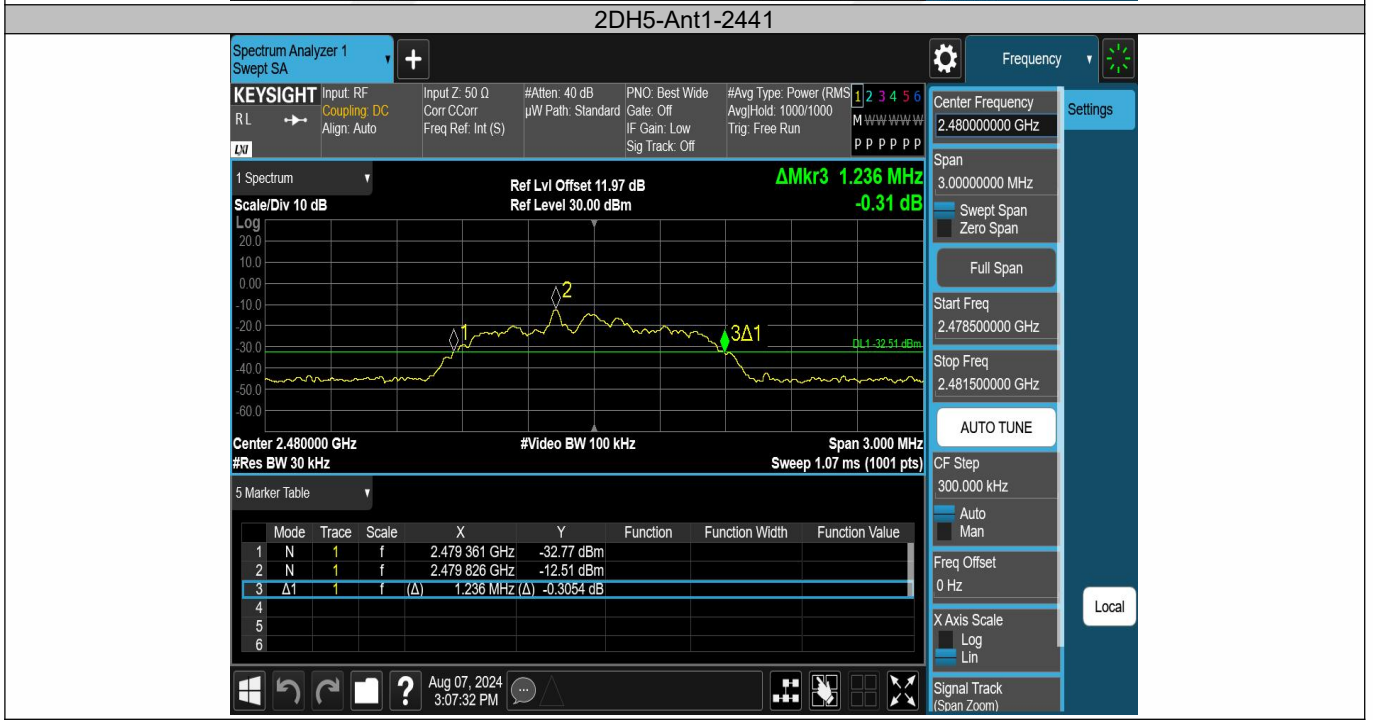 2DH5-Ant1-2441
Spectrum Analyzer 1
Swept SA
+
Frequency
KEYSIGHT
RL
LXI
Input: RF
Coupling: DC
Align: Auto
Input Z: 50 Ω
Corr CCorr
Freq Ref: Int (S)
#Atten: 40 dB
µW Path: Standard
PNO: Best Wide
Gate: Off
IF Gain: Low
Sig Track: Off
#Avg Type: Power (RMS
Avg|Hold: 1000/1000
Trig: Free Run
1 2 3 4 5 6
M W W W W W
P P P P P P
1 Spectrum
Scale/Div 10 dB
Ref Lvl Offset 11.97 dB
Ref Level 30.00 dBm
ΔMkr3 1.236 MHz
-0.31 dB
Log
20.0
10.0
0.00
-10.0
-20.0
-30.0
-40.0
-50.0
-60.0
1
2
3Δ1
DL1 -32.51 dBm
Center 2.480000 GHz
#Res BW 30 kHz
#Video BW 100 kHz
Span 3.000 MHz
Sweep 1.07 ms (1001 pts)
5 Marker Table
Mode Trace Scale X Y Function Function Width Function Value
1 N 1 f 2.479 361 GHz -32.77 dBm
2 N 1 f 2.479 826 GHz -12.51 dBm
3 Δ1 1 f (Δ) 1.236 MHz (Δ) -0.3054 dB
4
5
6
?
Aug 07, 2024
3:07:32 PM
Center Frequency
2.480000000 GHz
Span
3.00000000 MHz
Swept Span
Zero Span
Full Span
Start Freq
2.478500000 GHz
Stop Freq
2.481500000 GHz
AUTO TUNE
CF Step
300.000 kHz
Auto
Man
Freq Offset
0 Hz
X Axis Scale
Log
Lin
Signal Track
(Span Zoom)
Settings
Local